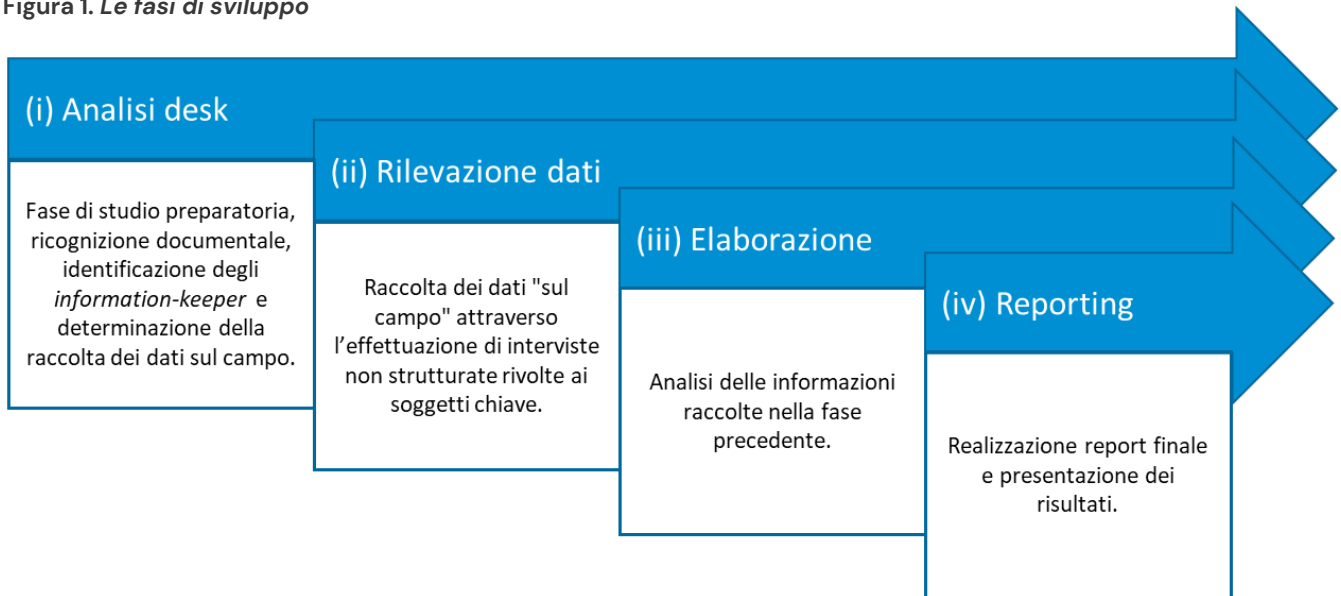 Figura 1. Le fasi di sviluppo
(i) Analisi desk
Fase di studio preparatoria,
ricognizione documentale,
identificazione degli
information-keeper e
determinazione della
raccolta dei dati sul campo.
(ii) Rilevazione dati
Raccolta dei dati "sul
campo" attraverso
l’effettuazione di interviste
non strutturate rivolte ai
soggetti chiave.
(iii) Elaborazione
Analisi delle informazioni
raccolte nella fase
precedente.
(iv) Reporting
Realizzazione report finale
e presentazione dei
risultati.